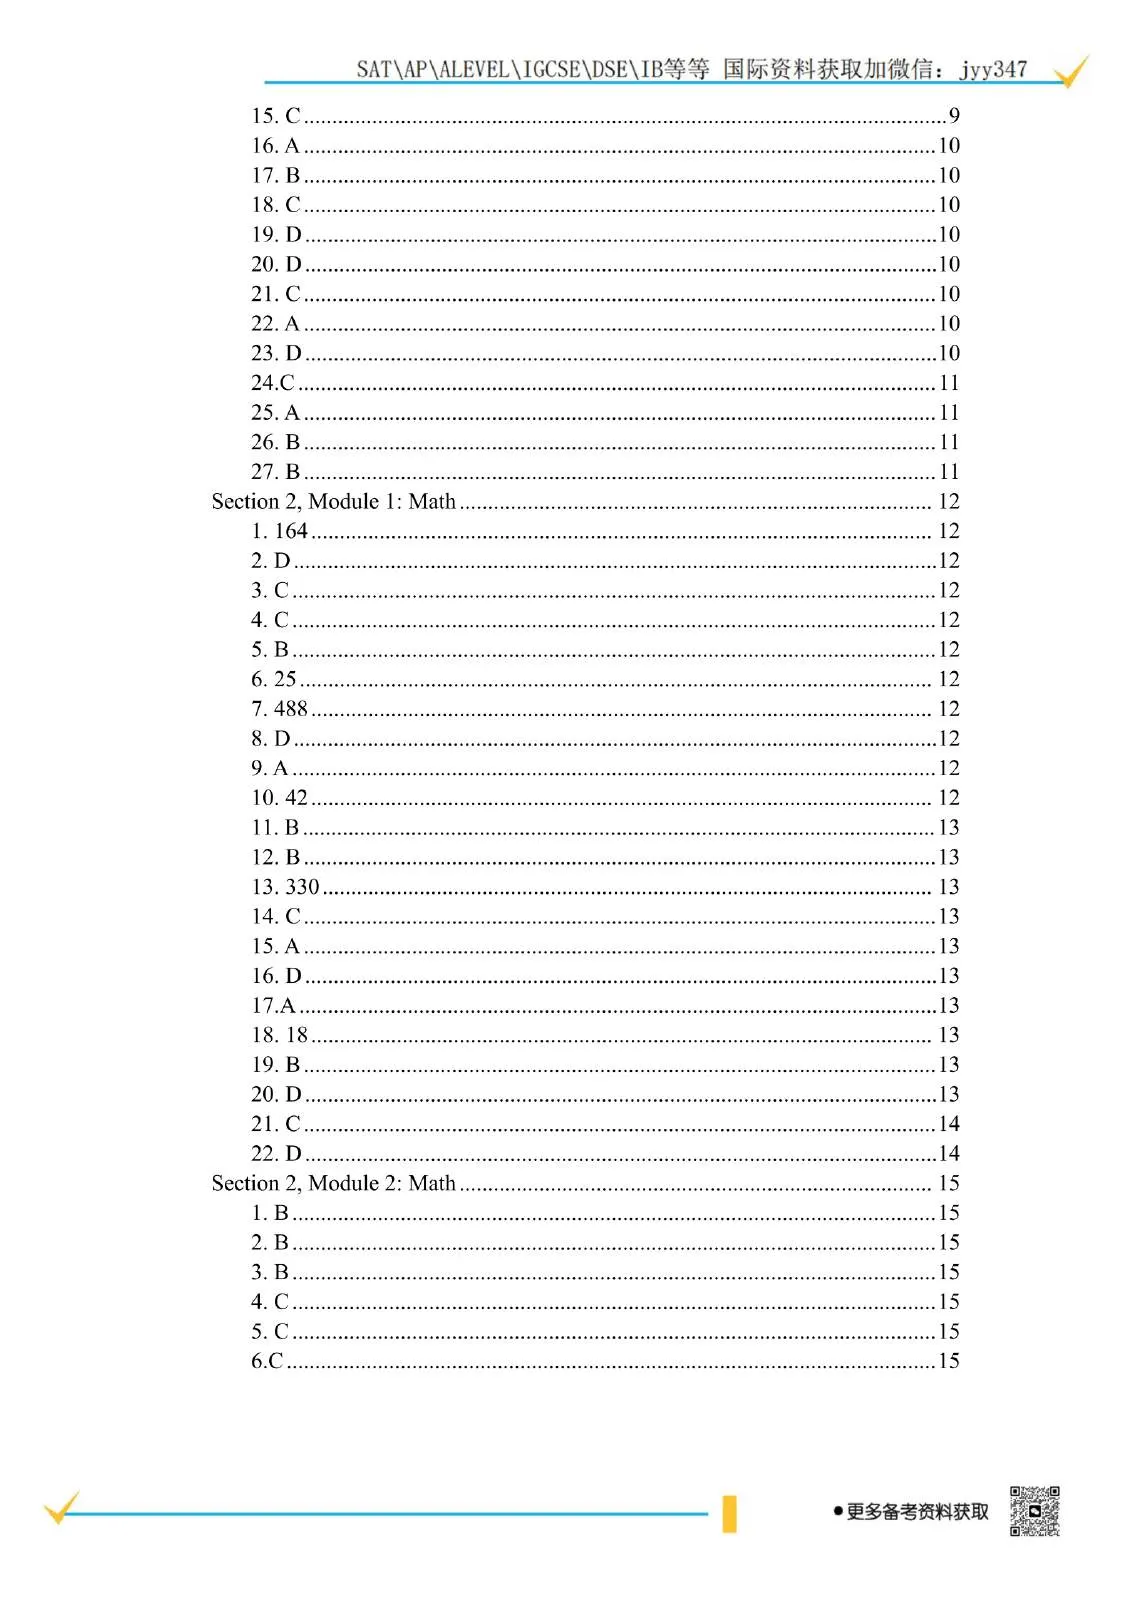 SAT\AP\ALEVEL\IGCSE\DSE\IB等等 国际资料获取加微信：jyy347
15. C.....9
16. A.....10
17. B.....10
18. C.....10
19. D.....10
20. D.....10
21. C.....10
22. A.....10
23. D.....10
24.C.....11
25. A.....11
26. B.....11
27. B.....11
Section 2, Module 1: Math..... 12
1. 164..... 12
2. D.....12
3. C.....12
4. C.....12
5. B.....12
6. 25..... 12
7. 488..... 12
8. D.....12
9. A.....12
10. 42..... 12
11. B.....13
12. B.....13
13. 330..... 13
14. C.....13
15. A.....13
16. D.....13
17.A.....13
18. 18..... 13
19. B.....13
20. D.....13
21. C.....14
22. D.....14
Section 2, Module 2: Math..... 15
1. B.....15
2. B.....15
3. B.....15
4. C.....15
5. C.....15
6.C.....15
●更多备考资料获取